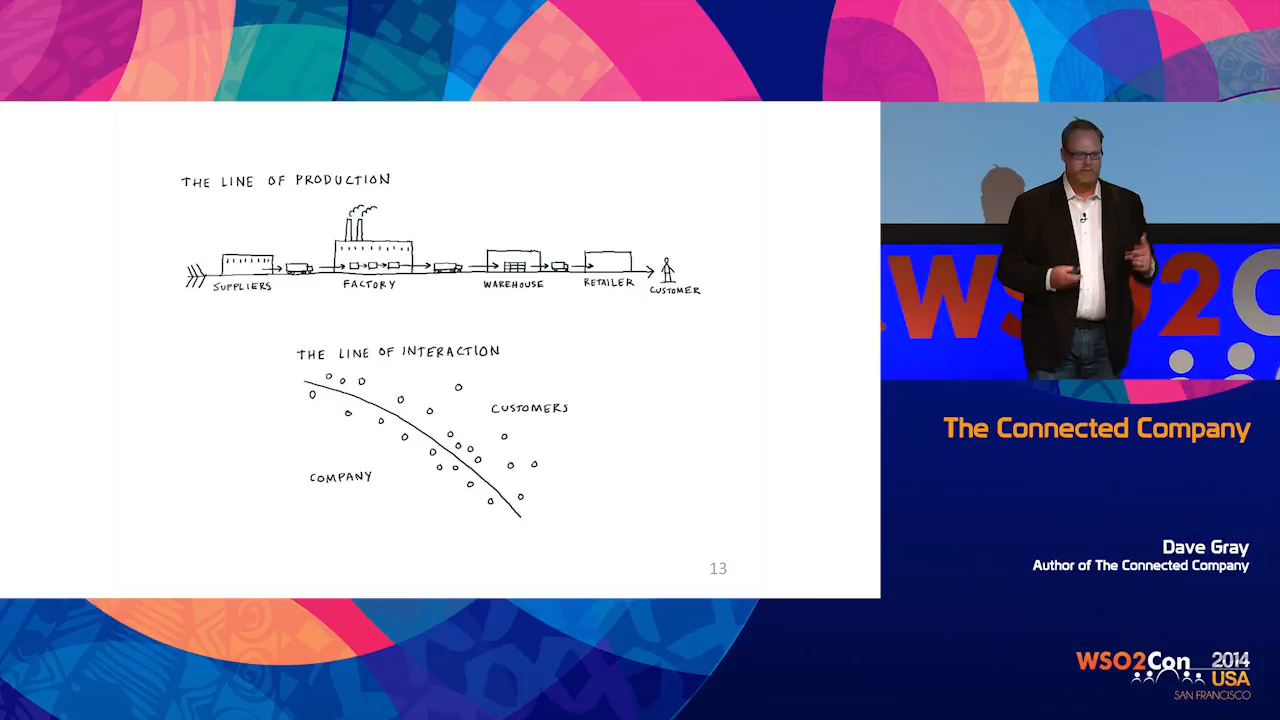 THE LINE OF PRODUCTION
SUPPLIERS
FACTORY
WAREHOUSE
RETAILER
CUSTOMER
THE LINE OF INTERACTION
CUSTOMERS
COMPANY
13
WSO2C
The Connected Company
Dave Gray
Author of The Connected Company
WSO2Con 2014
USA
SAN FRANCISCO